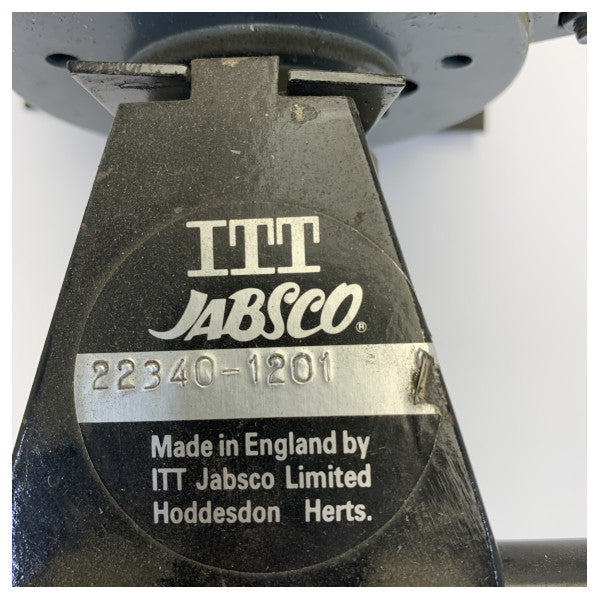 ITT
JABSCO®
22340-1201
Made in England by
ITT Jabsco Limited
Hoddesdon Herts.